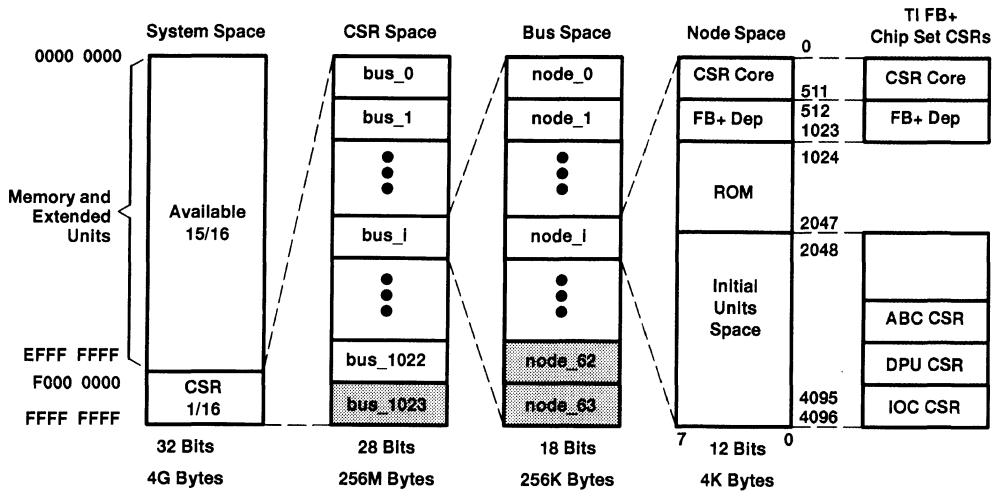 System Space
CSR Space
Bus Space
Node Space
TI FB+
Chip Set CSRs
0000 0000
Memory and
Extended
Units
Available
15/16
EFFF FFFF
F000 0000
FFFF FFFF
CSR
1/16
32 Bits
4G Bytes
bus_0
bus_1
bus_i
bus_1022
bus_1023
28 Bits
256M Bytes
node_0
node_1
node_i
node_62
node_63
18 Bits
256K Bytes
CSR Core
FB+ Dep
ROM
Initial
Units
Space
7 0
12 Bits
4K Bytes
0
511
512
1023
1024
2047
2048
4095
4096
CSR Core
FB+ Dep
ABC CSR
DPU CSR
IOC CSR